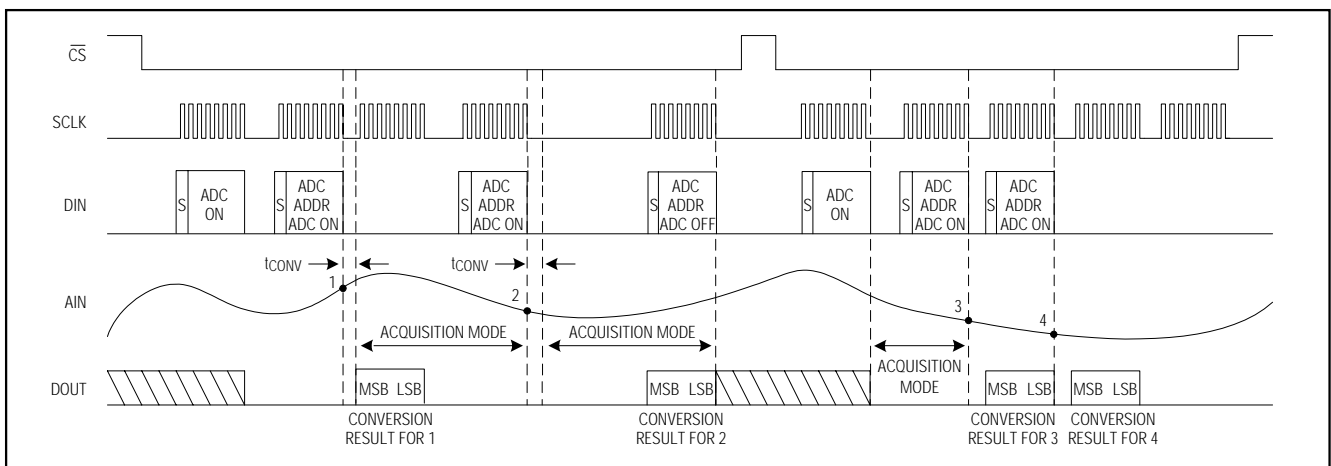 CS
SCLK
DIN
S
ADC
ON
S
ADC
ADDR
ADC ON
S
ADC
ADDR
ADC ON
S
ADC
ADDR
ADC OFF
S
ADC
ON
S
ADC
ADDR
ADC ON
S
ADC
ADDR
ADC ON
tCONV
tCONV
AIN
1
2
3
4
ACQUISITION MODE
ACQUISITION MODE
ACQUISITION
MODE
DOUT
MSB LSB
MSB LSB
MSB LSB
MSB LSB
CONVERSION
RESULT FOR 1
CONVERSION
RESULT FOR 2
CONVERSION
RESULT FOR 3
CONVERSION
RESULT FOR 4